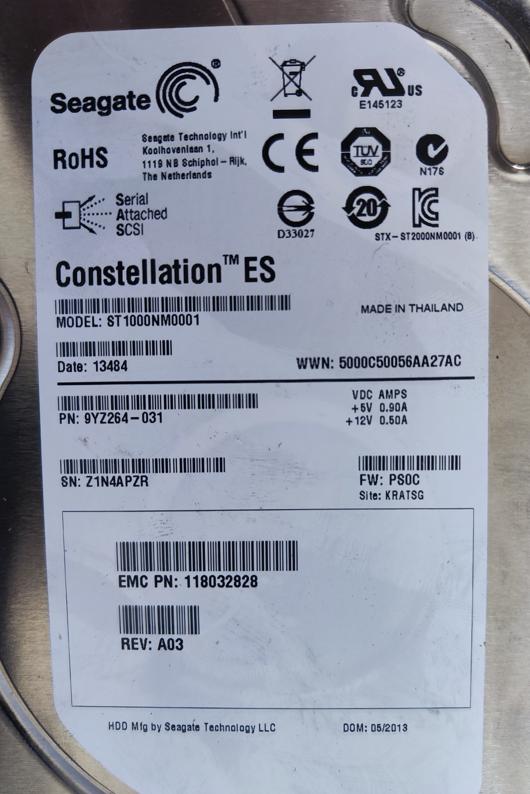 Seagate
c RU US
E145123
RoHS
Seagate Technology Int'l
Koolhovenlaan 1,
1119 NB Schiphol – Rijk,
The Netherlands
CE
TUV
N176
Serial
Attached
SCSI
D33027
20
STX–ST2000NM0001 (B)
Constellation™ ES
MODEL: ST1000NM0001
MADE IN THAILAND
Date: 13484
WWN: 5000C50056AA27AC
PN: 9YZ264–031
VDC AMPS
+5V 0.90A
+12V 0.50A
SN: Z1N4APZR
FW: PS0C
Site: KRATSG
EMC PN: 118032828
REV: A03
HDD Mfg by Seagate Technology LLC
DOM: 05/2013